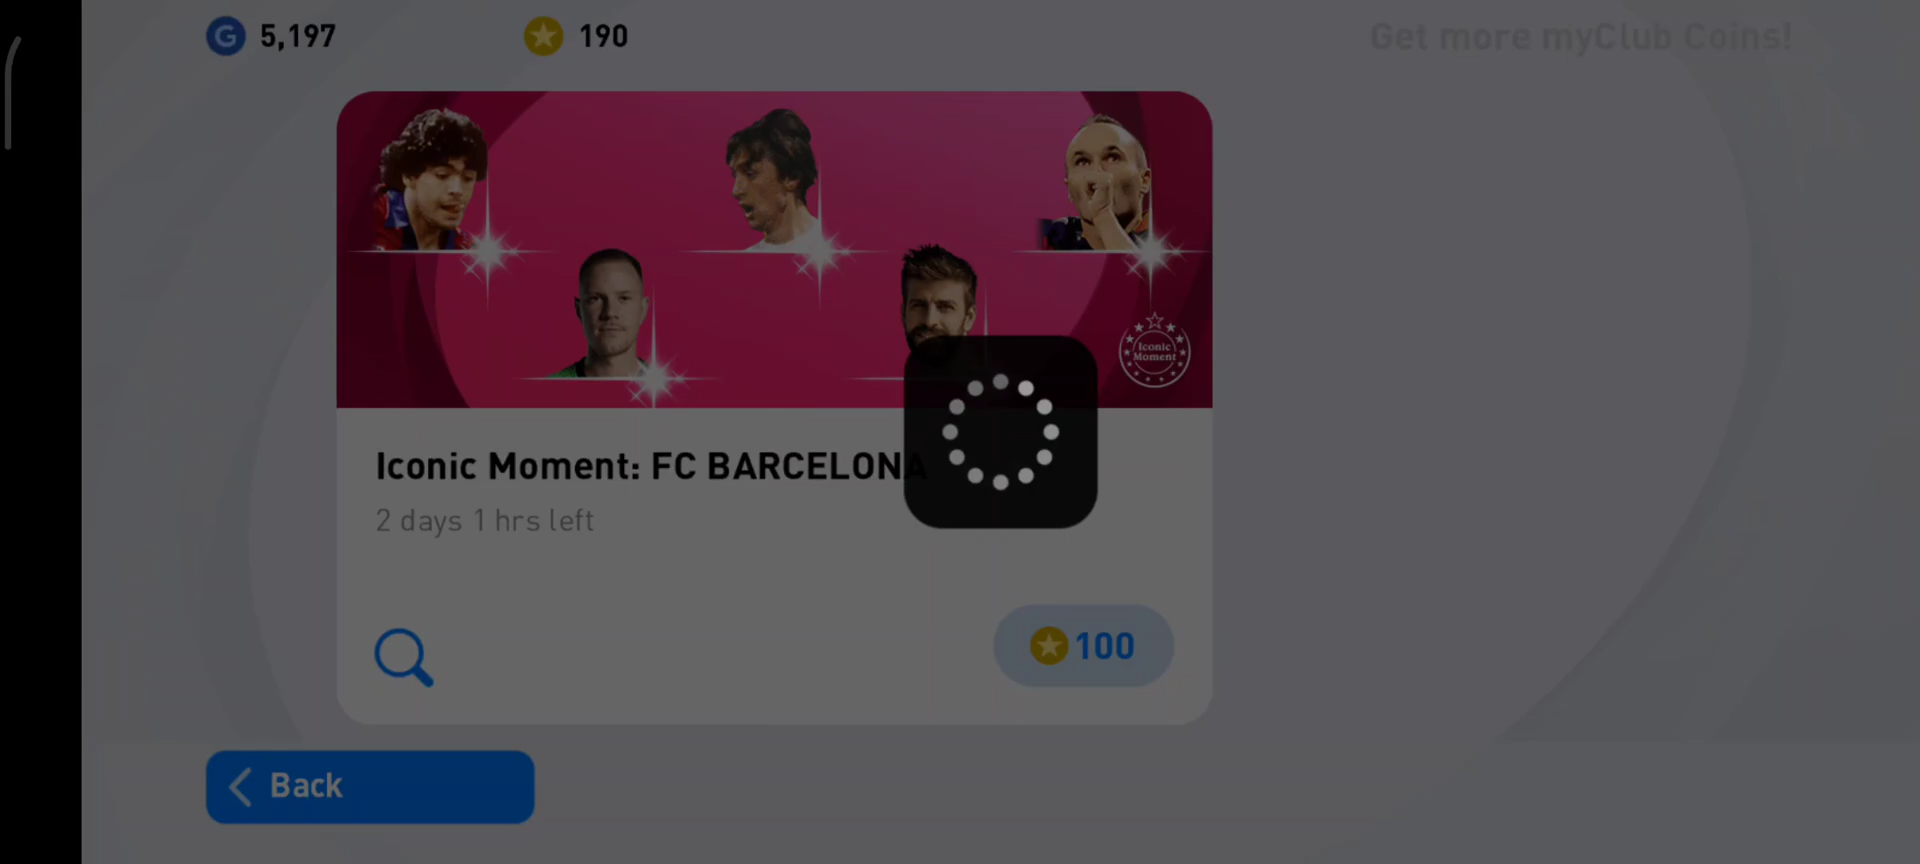 G 5,197
190
Get more myClub Coins!
Iconic
Moment
Iconic Moment: FC BARCELONA
2 days 1 hrs left
100
Back